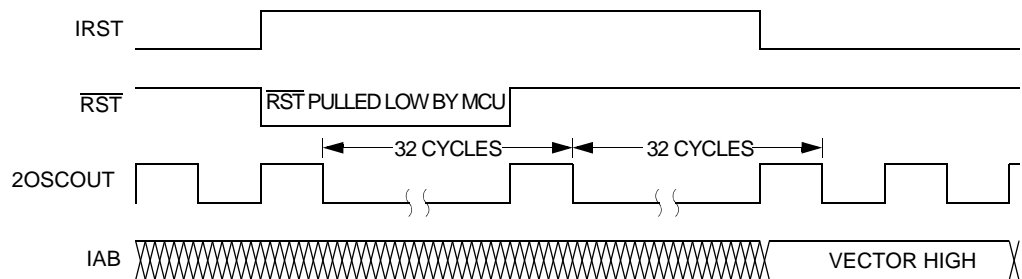 IRST
RST
RST PULLED LOW BY MCU
32 CYCLES
32 CYCLES
2OSCOUT
IAB
VECTOR HIGH